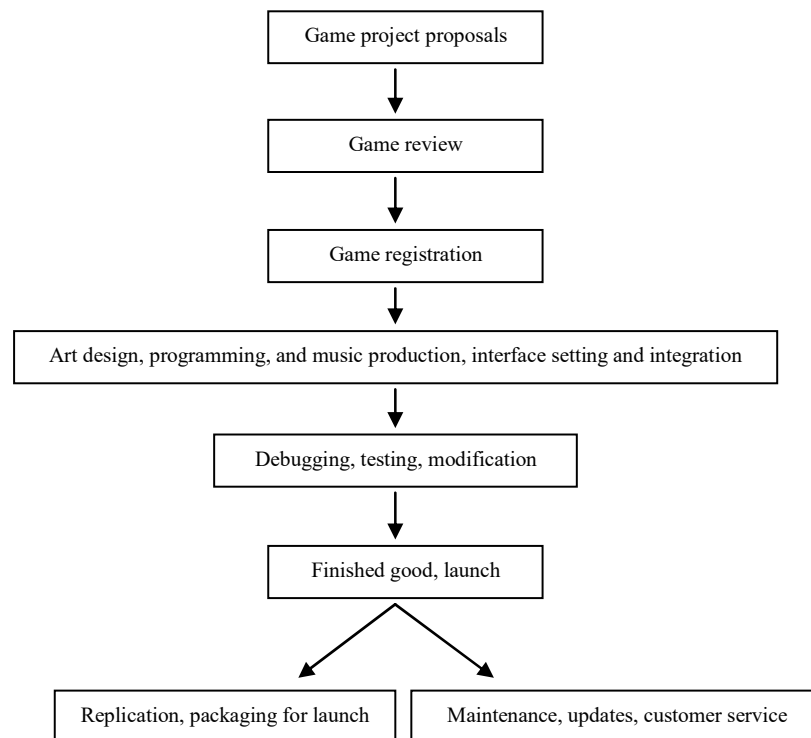 Game project proposals
Game review
Game registration
Art design, programming, and music production, interface setting and integration
Debugging, testing, modification
Finished good, launch
Replication, packaging for launch
Maintenance, updates, customer service